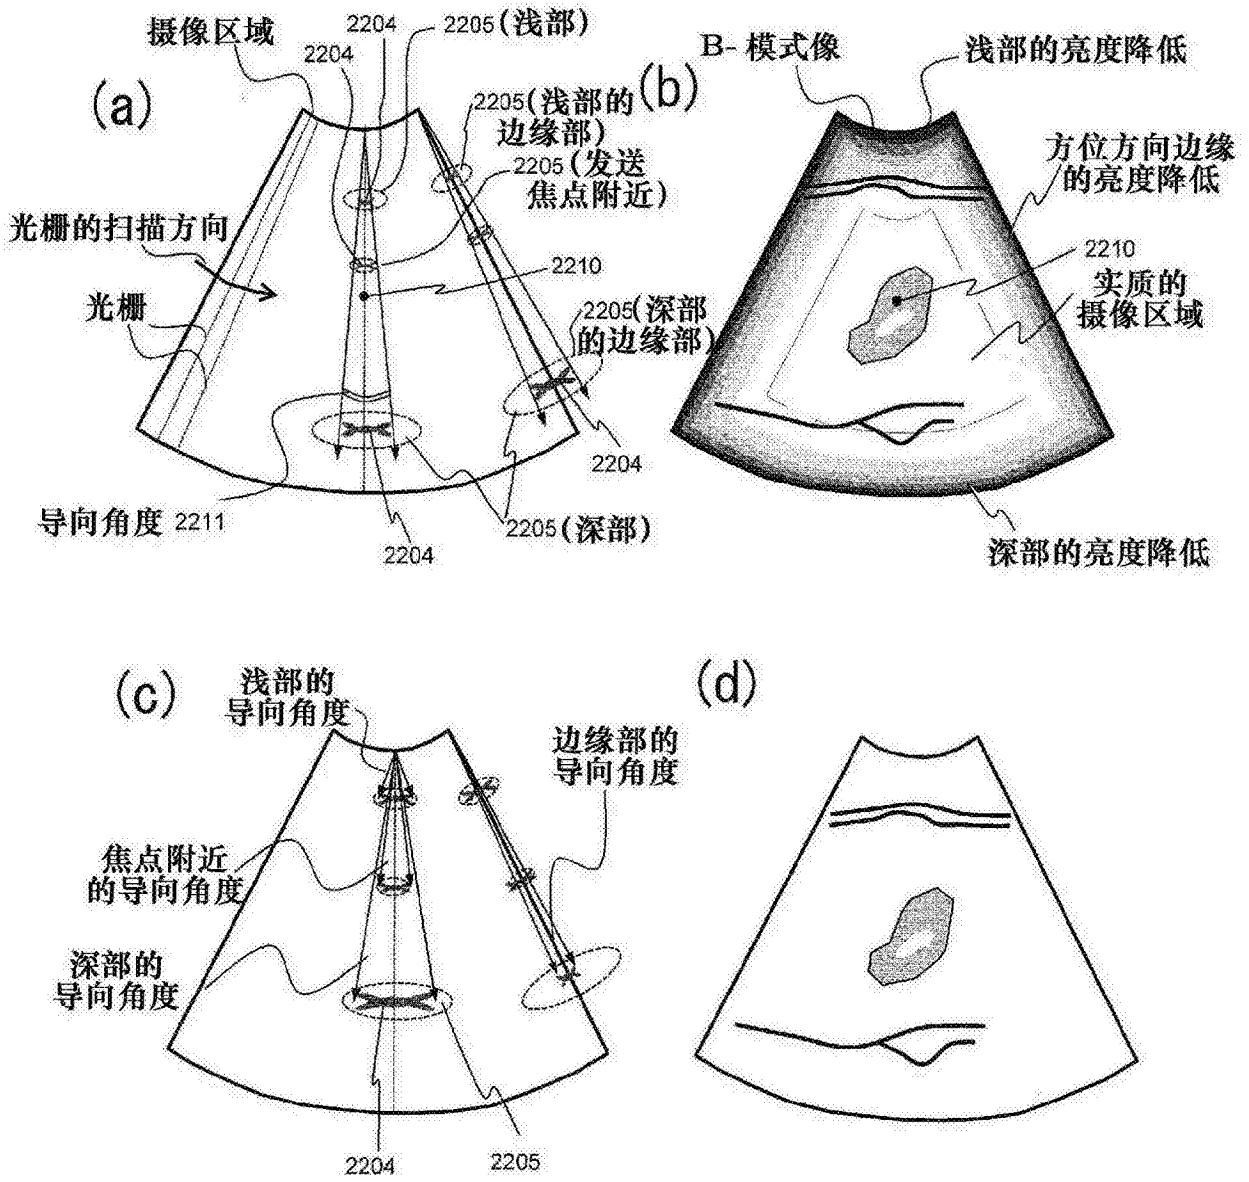 (a)
摄像区域
2204
2204
2205(浅部)
2205(浅部的
边缘部)
2205(发送
焦点附近)
光栅的扫描方向
2210
光栅
2205(深部
的边缘部)
2204
导向角度 2211
2205(深部)
2204
(b)
B-模式像
浅部的亮度降低
方位方向边缘
的亮度降低
2210
实质的
摄像区域
深部的亮度降低
(c)
浅部的
导向角度
边缘部的
导向角度
焦点附近
的导向角度
深部的
导向角度
2204
2205
(d)